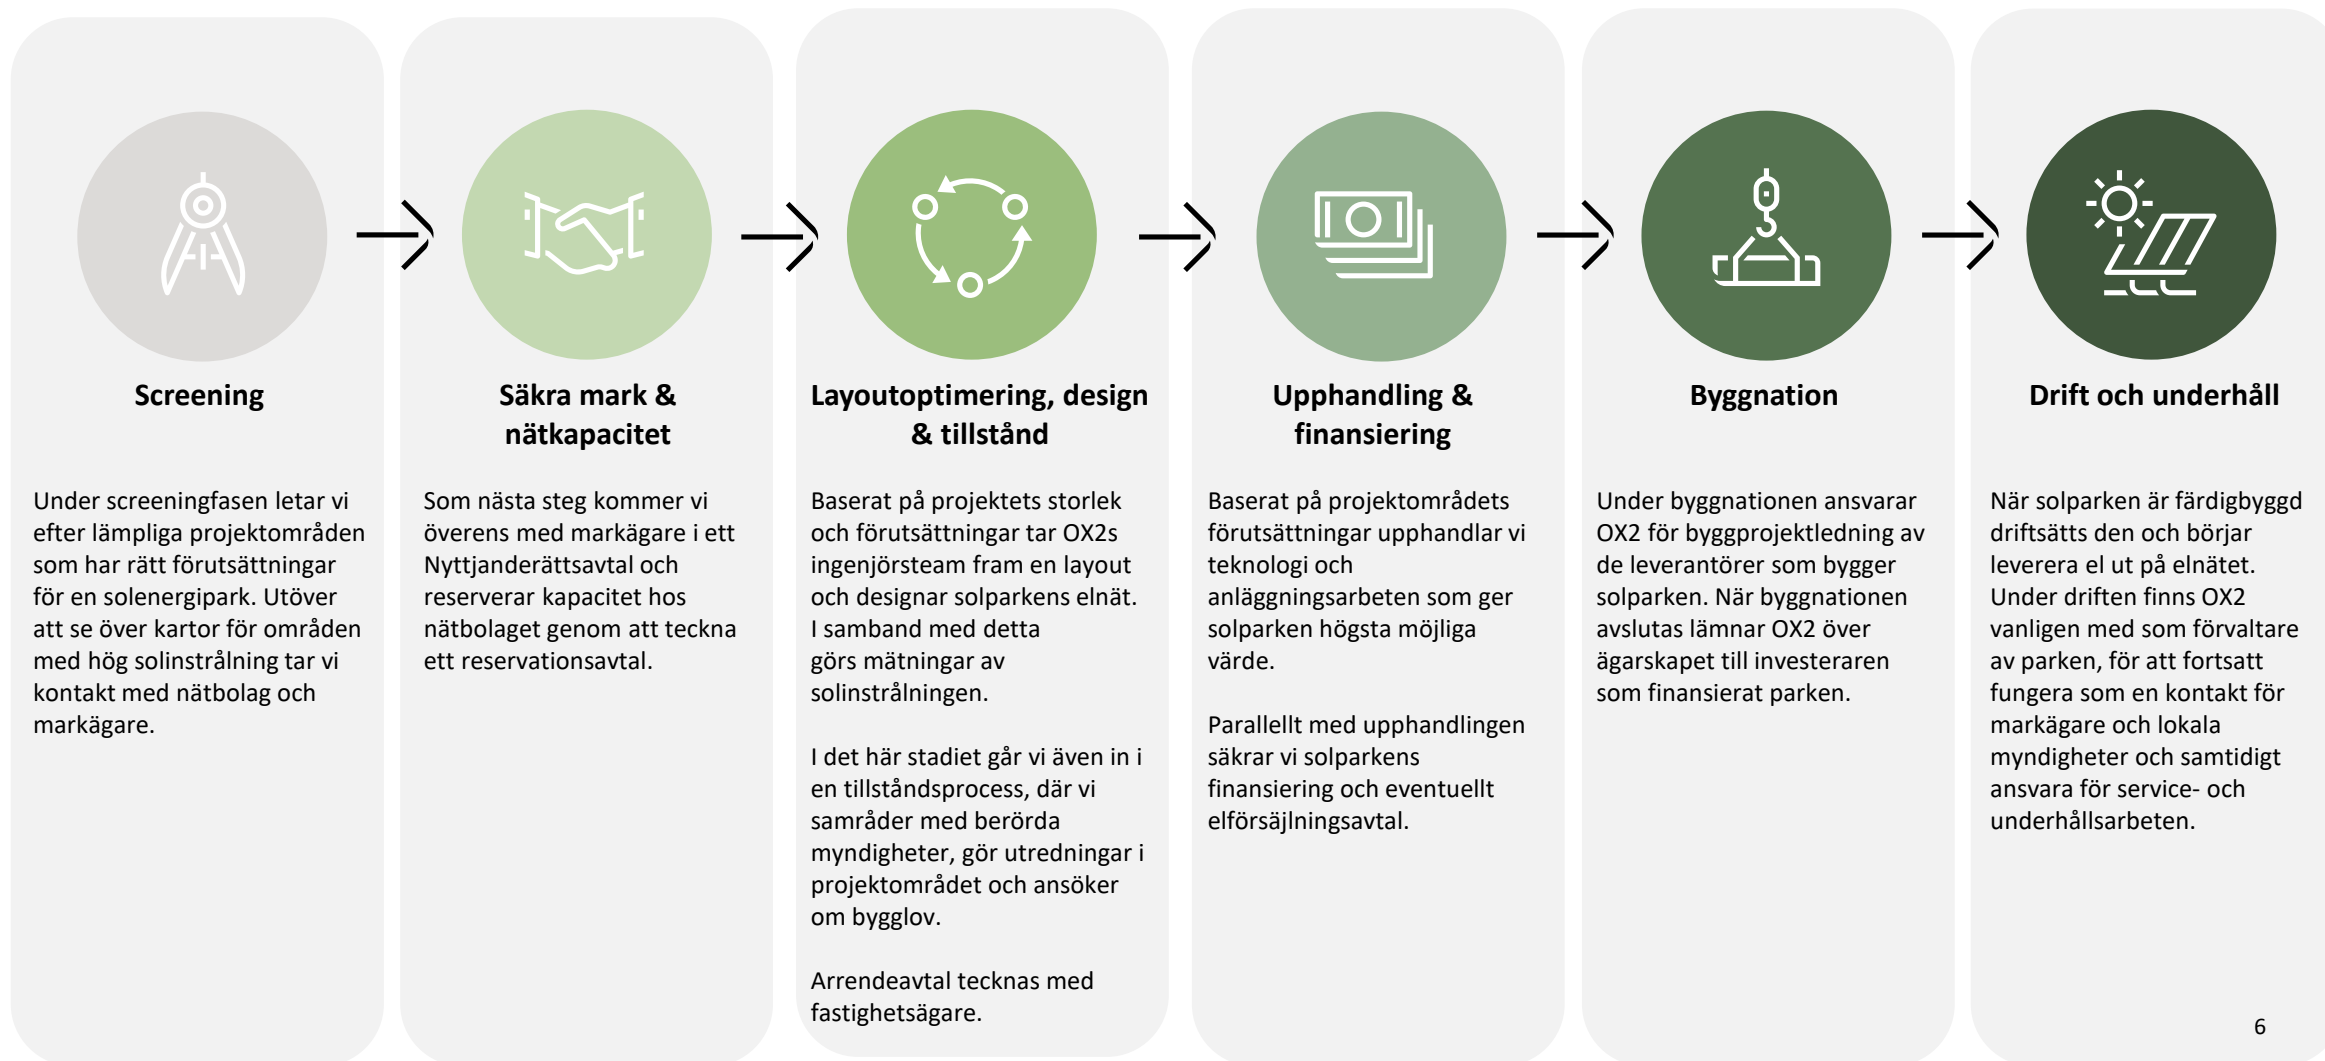 Screening
Under screeningfasen letar vi
efter lämpliga projektområden
som har rätt förutsättningar
för en solenergipark. Utöver
att se över kartor för områden
med hög solinstrålning tar vi
kontakt med nätbolag och
markägare.
Säkra mark &
nätkapacitet
Som nästa steg kommer vi
överens med markägare i ett
Nyttjanderättsavtal och
reserverar kapacitet hos
nätbolaget genom att teckna
ett reservationsavtal.
Layoutoptimering, design
& tillstånd
Baserat på projektets storlek
och förutsättningar tar OX2s
ingenjörsteam fram en layout
och designar solparkens elnät.
I samband med detta
görs mätningar av
solinstrålningen.
I det här stadiet går vi även in i
en tillståndsprocess, där vi
samråder med berörda
myndigheter, gör utredningar i
projektområdet och ansöker
om bygglov.
Arrendeavtal tecknas med
fastighetsägare.
Upphandling &
finansiering
Baserat på projektområdets
förutsättningar upphandlar vi
teknologi och
anläggningsarbeten som ger
solparken högsta möjliga
värde.
Parallellt med upphandlingen
säkrar vi solparkens
finansiering och eventuellt
elförsäjlningsavtal.
Byggnation
Under byggnationen ansvarar
OX2 för byggprojektledning av
de leverantörer som bygger
solparken. När byggnationen
avslutas lämnar OX2 över
ägarskapet till investeraren
som finansierat parken.
Drift och underhåll
När solparken är färdigbyggd
driftsätts den och börjar
leverera el ut på elnätet.
Under driften finns OX2
vanligen med som förvaltare
av parken, för att fortsatt
fungera som en kontakt för
markägare och lokala
myndigheter och samtidigt
ansvara för service- och
underhållsarbeten.
6